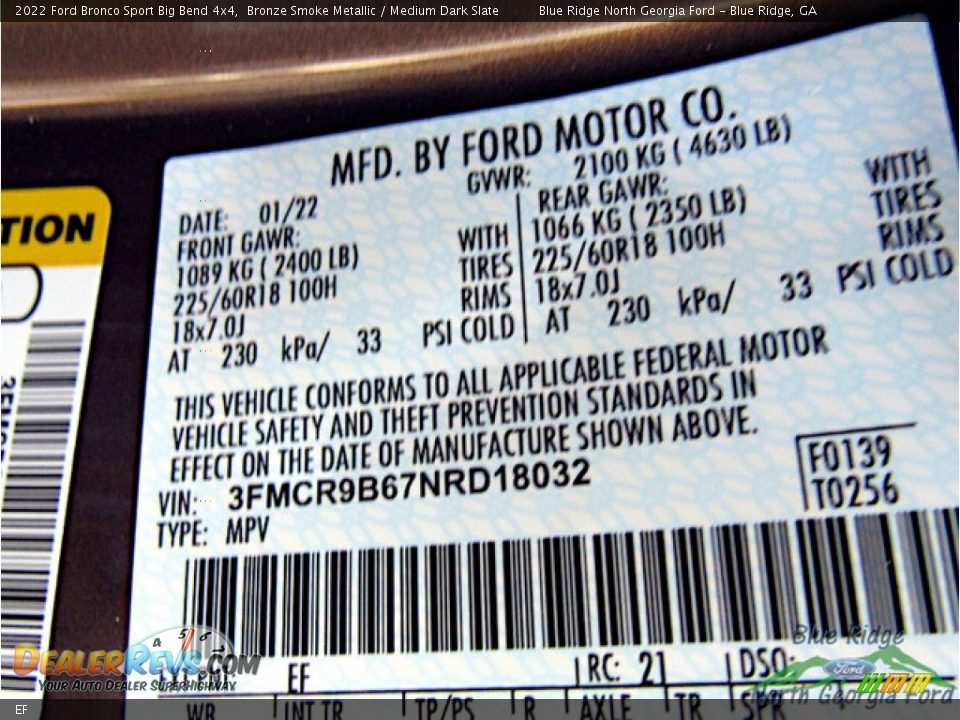 2022 Ford Bronco Sport Big Bend 4x4, Bronze Smoke Metallic / Medium Dark Slate Blue Ridge North Georgia Ford - Blue Ridge, GA
MFD. BY FORD MOTOR CO.
GVWR: 2100 KG ( 4630 LB)
DATE: 01/22
FRONT GAWR:
1089 KG ( 2400 LB) WITH
225/60R18 100H TIRES
18x7.0J RIMS
AT 230 kPa/ 33 PSI COLD
REAR GAWR: WITH
1066 KG ( 2350 LB) TIRES
225/60R18 100H RIMS
18x7.0J
AT 230 kPa/ 33 PSI COLD
THIS VEHICLE CONFORMS TO ALL APPLICABLE FEDERAL MOTOR
VEHICLE SAFETY AND THEFT PREVENTION STANDARDS IN
EFFECT ON THE DATE OF MANUFACTURE SHOWN ABOVE.
VIN: 3FMCR9B67NRD18032
TYPE: MPV
F0139
T0256
TION
EF RC: 21 DSO:
WB INT TR TP/PS R AXLE TR SPR
4 5 6
DEALERREVS.COM
YOUR AUTO DEALER SUPERHIGHWAY
Blue Ridge
Ford
North Georgia Ford
EF